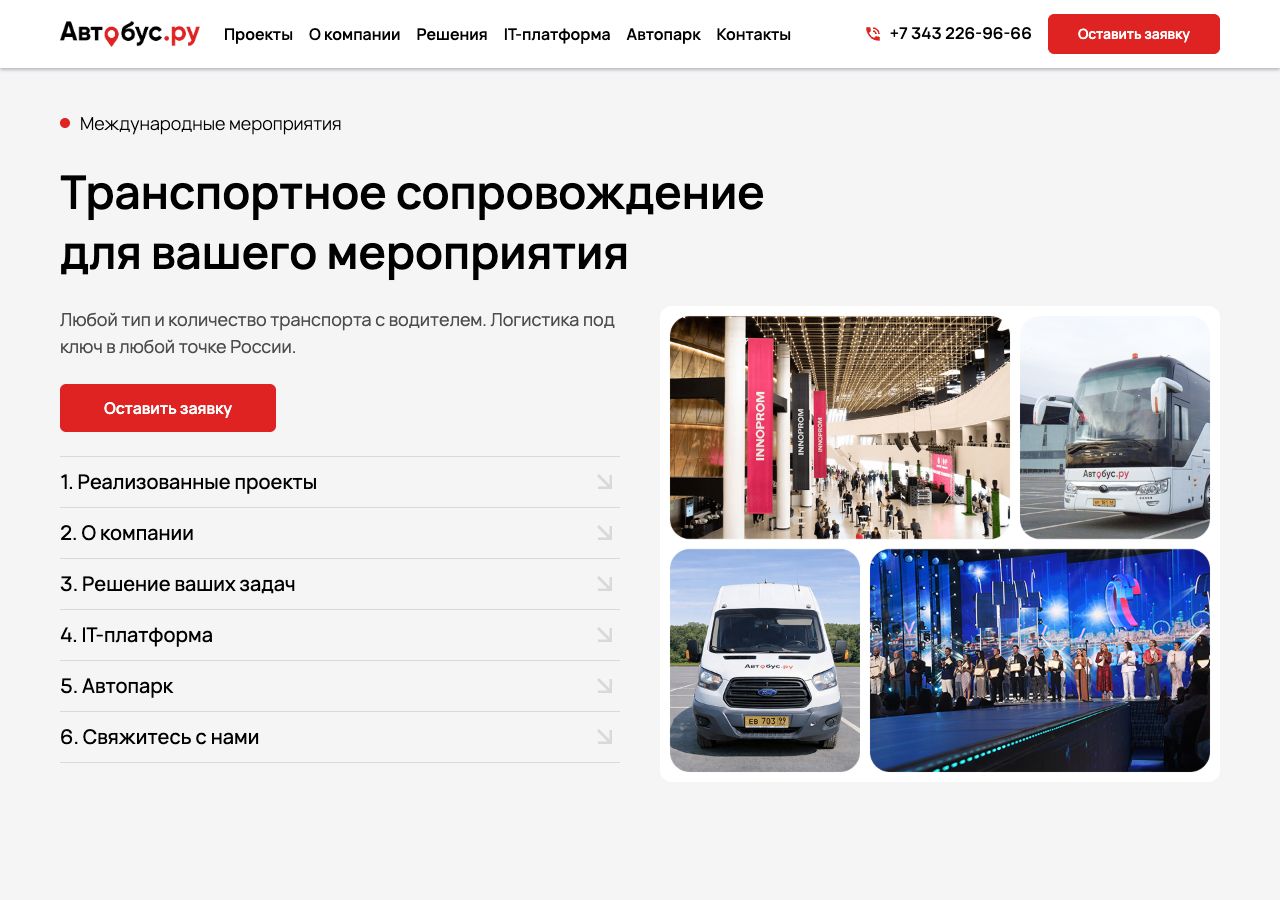 Автобус.ру
Проекты
О компании
Решения
IT-платформа
Автопарк
Контакты
+7 343 226-96-66
Оставить заявку
Международные мероприятия
Транспортное сопровождение
для вашего мероприятия
Любой тип и количество транспорта с водителем. Логистика под
ключ в любой точке России.
Оставить заявку
1. Реализованные проекты
2. О компании
3. Решение ваших задач
4. IT-платформа
5. Автопарк
6. Свяжитесь с нами
INNOPROM
INNOPROM
INNOPROM
Автобус.ру
Автобус.ру
Ford
ЕВ 703